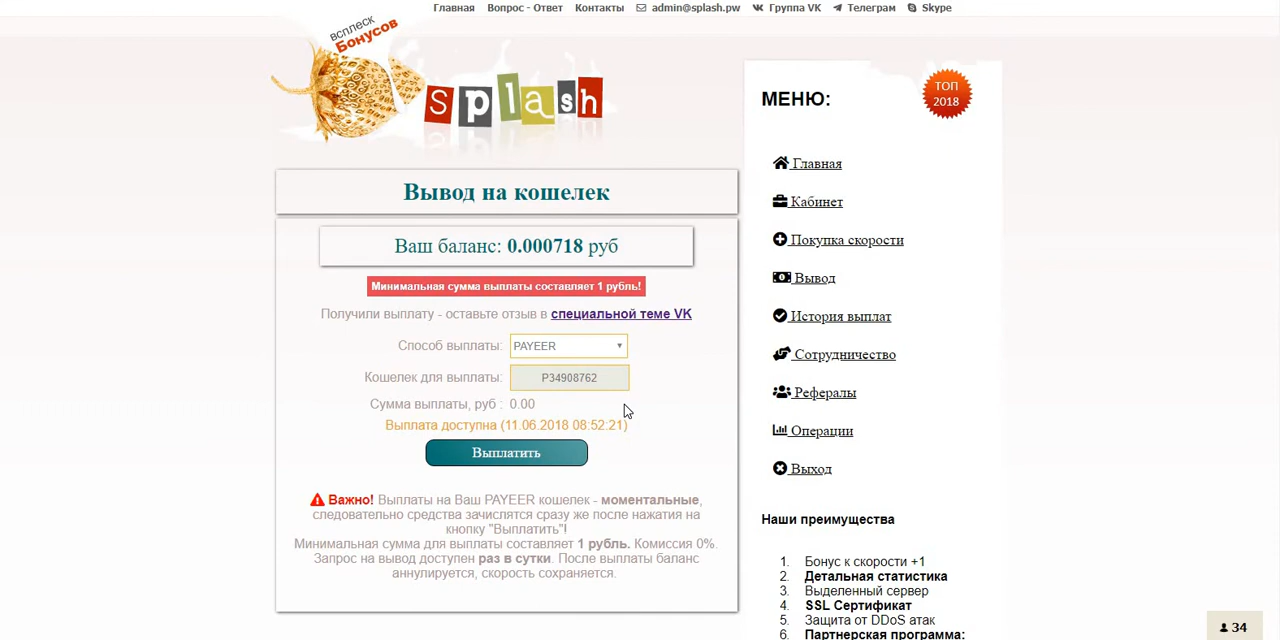 Главная Вопрос - Ответ Контакты admin@splash.pw Группа VK Телеграм Skype
всплеск
Бонусов
Splash
Вывод на кошелек
Ваш баланс: 0.000718 руб
Минимальная сумма выплаты составляет 1 рубль!
Получили выплату - оставьте отзыв в специальной теме VK
Способ выплаты: PAYEER
Кошелек для выплаты: P34908762
Сумма выплаты, руб : 0.00
Выплата доступна (11.06.2018 08:52:21)
Выплатить
Важно! Выплаты на Ваш PAYEER кошелек - моментальные,
следовательно средства зачислятся сразу же после нажатия на
кнопку "Выплатить"!
Минимальная сумма для выплаты составляет 1 рубль. Комиссия 0%.
Запрос на вывод доступен раз в сутки. После выплаты баланс
аннулируется, скорость сохраняется.
МЕНЮ:
ТОП
2018
Главная
Кабинет
Покупка скорости
Вывод
История выплат
Сотрудничество
Рефералы
Операции
Выход
Наши преимущества
1. Бонус к скорости +1
2. Детальная статистика
3. Выделенный сервер
4. SSL Сертификат
5. Защита от DDoS атак
6. Партнерская программа:
34